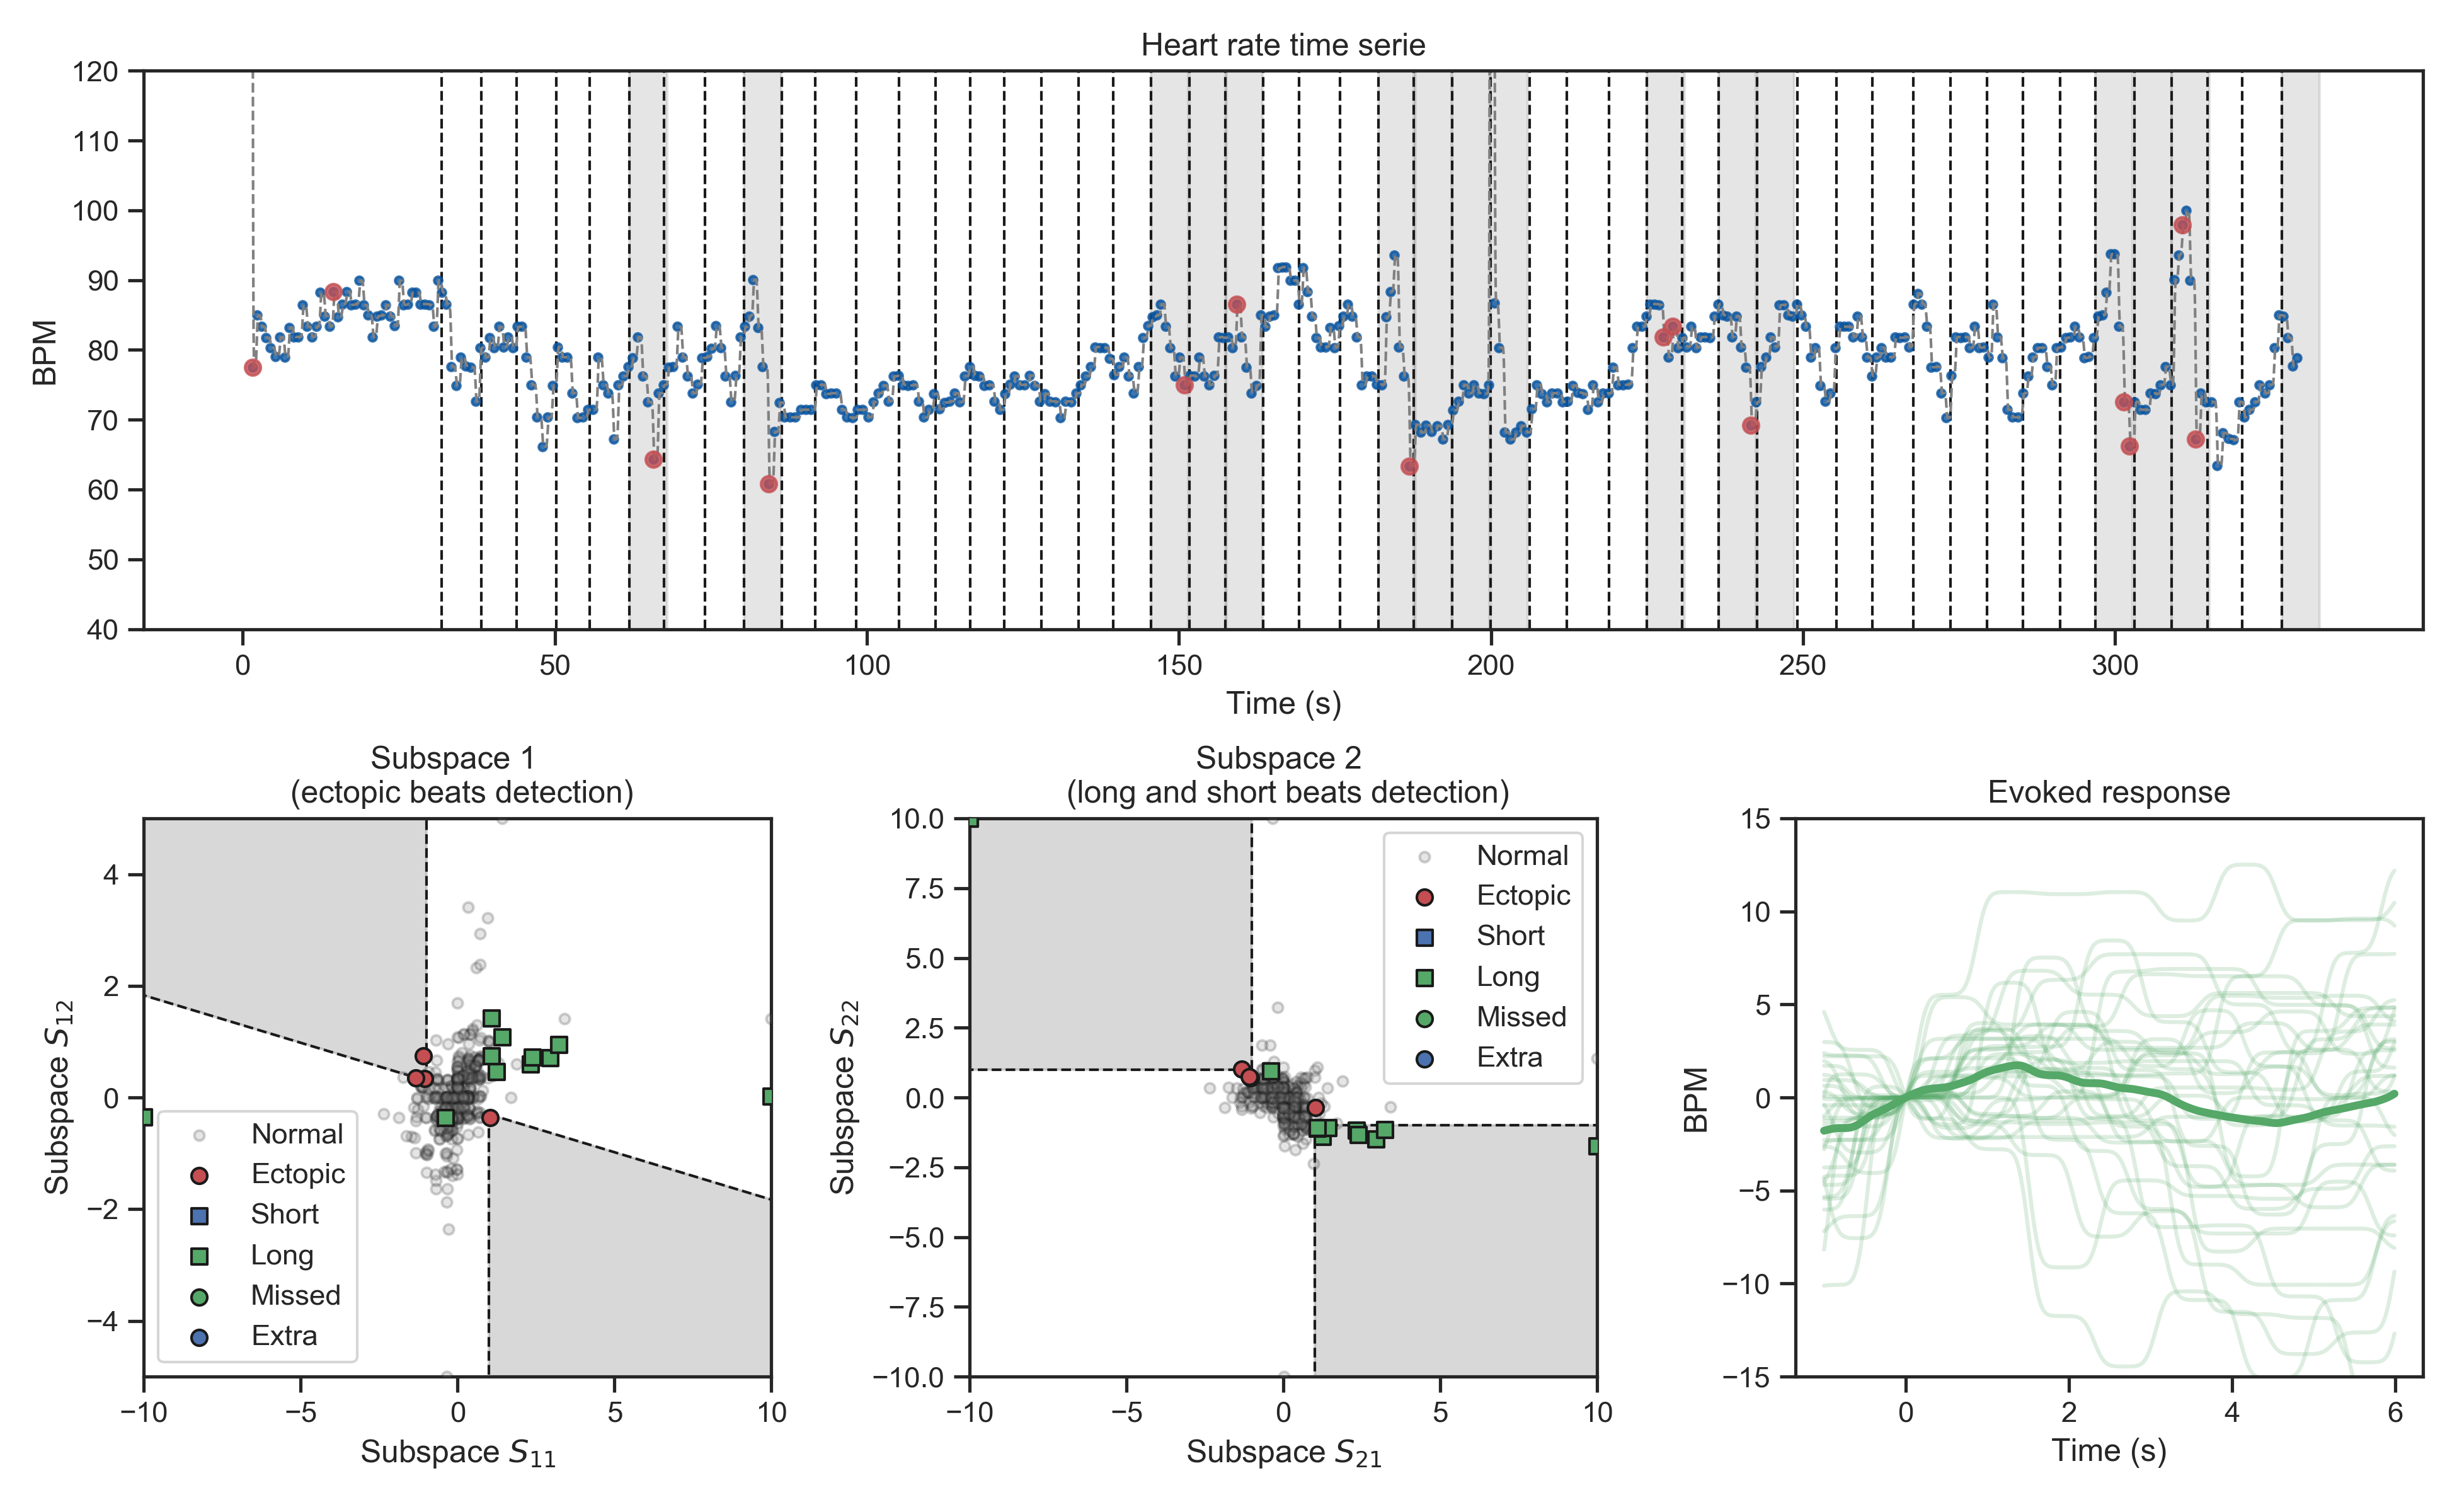 Heart rate time serie
120
110
100
90
80
70
60
50
40
BPM
0 50 100 150 200 250 300
Time (s)
Subspace 1
(ectopic beats detection)
4
2
0
−2
−4
Subspace S12
Normal
Ectopic
Short
Long
Missed
Extra
−10 −5 0 5 10
Subspace S11
Subspace 2
(long and short beats detection)
10.0
7.5
5.0
2.5
0.0
−2.5
−5.0
−7.5
−10.0
Subspace S22
Normal
Ectopic
Short
Long
Missed
Extra
−10 −5 0 5 10
Subspace S21
Evoked response
15
10
5
0
−5
−10
−15
BPM
0 2 4 6
Time (s)